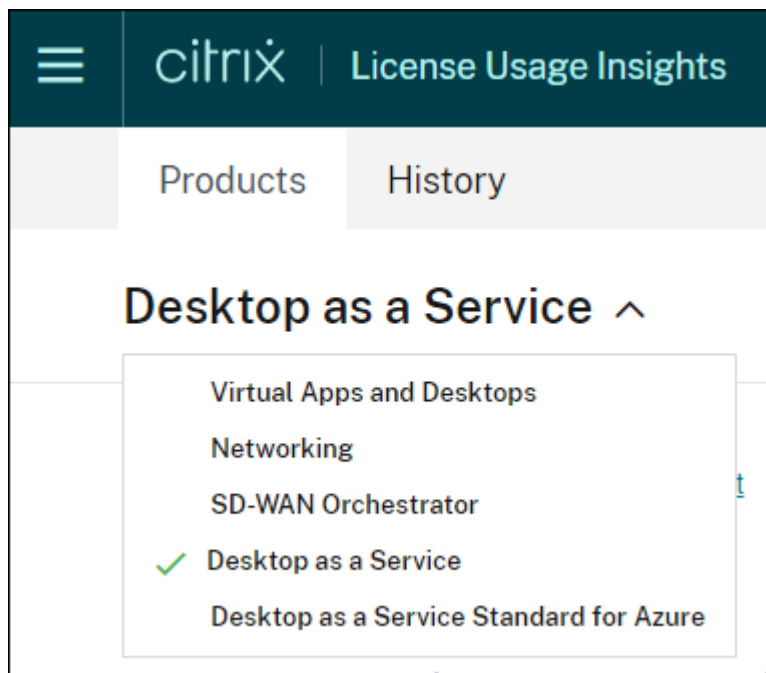 citrix | License Usage Insights
Products History
Desktop as a Service
Virtual Apps and Desktops
Networking
t
SD-WAN Orchestrator
Desktop as a Service
Desktop as a Service Standard for Azure